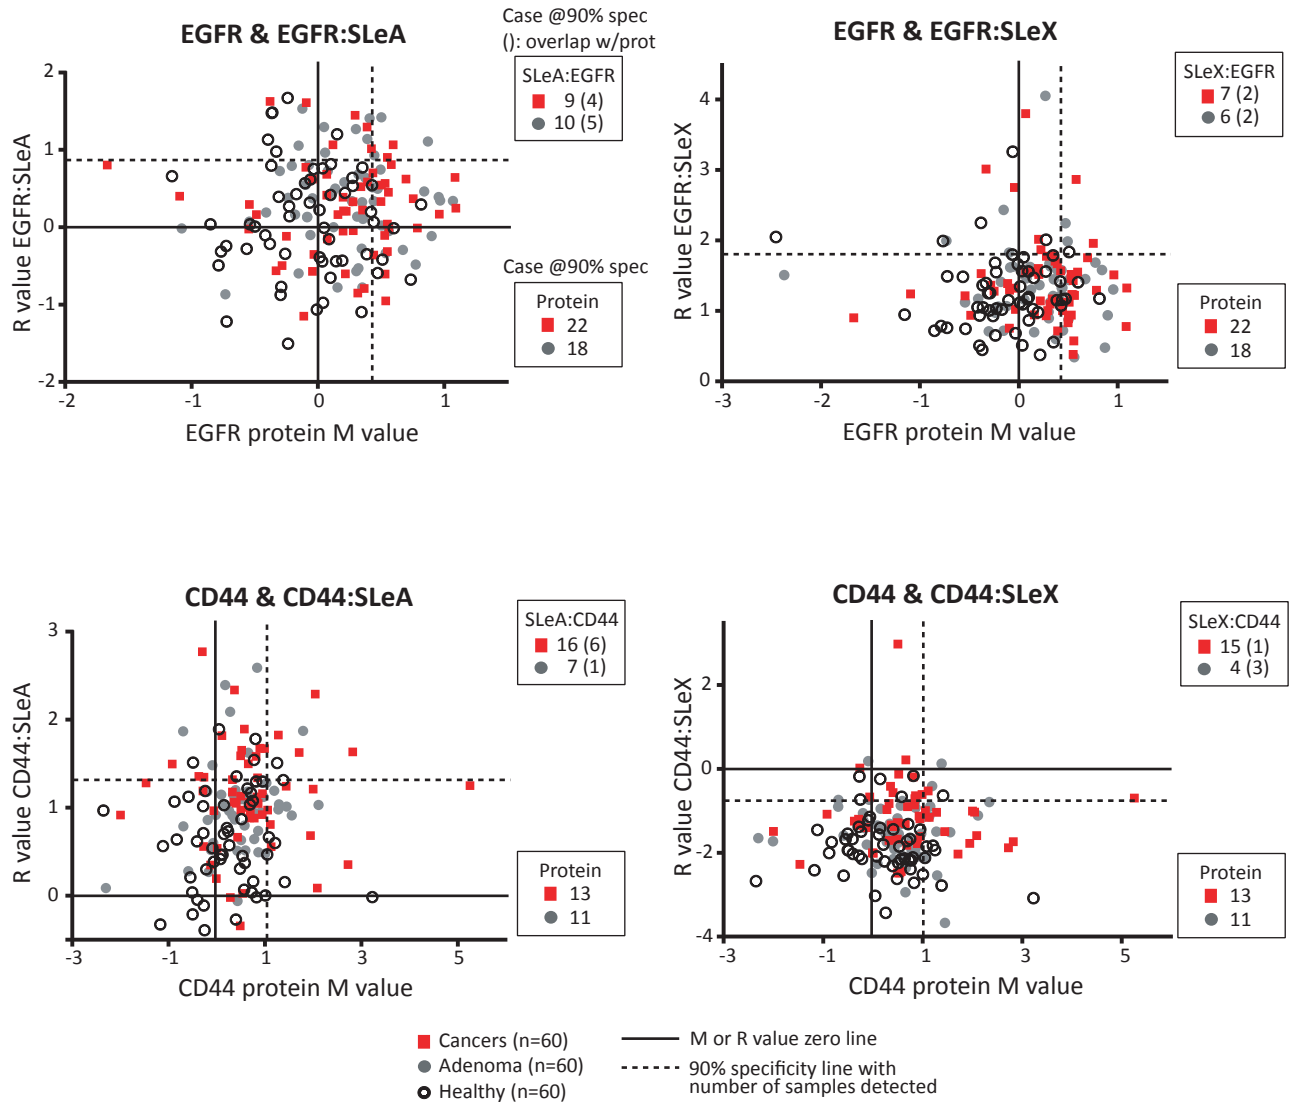 EGFR & EGFR:SLeA
Case @90% spec
(): overlap w/prot
SLeA:EGFR
9 (4)
10 (5)
Case @90% spec
Protein
22
18
R value EGFR:SLeA
2
1
0
-1
-2
-2
-1
0
1
EGFR protein M value
EGFR & EGFR:SLeX
SLeX:EGFR
7 (2)
6 (2)
Protein
22
18
R value EGFR:SLeX
4
3
2
1
0
-3
-2
-1
0
1
EGFR protein M value
CD44 & CD44:SLeA
SLeA:CD44
16 (6)
7 (1)
Protein
13
11
R value CD44:SLeA
3
2
1
0
-3
-1
1
3
5
CD44 protein M value
CD44 & CD44:SLeX
SLeX:CD44
15 (1)
4 (3)
Protein
13
11
R value CD44:SLeX
2
0
-2
-4
-3
-1
1
3
5
CD44 protein M value
Cancers (n=60)
Adenoma (n=60)
Healthy (n=60)
M or R value zero line
90% specificity line with
number of samples detected